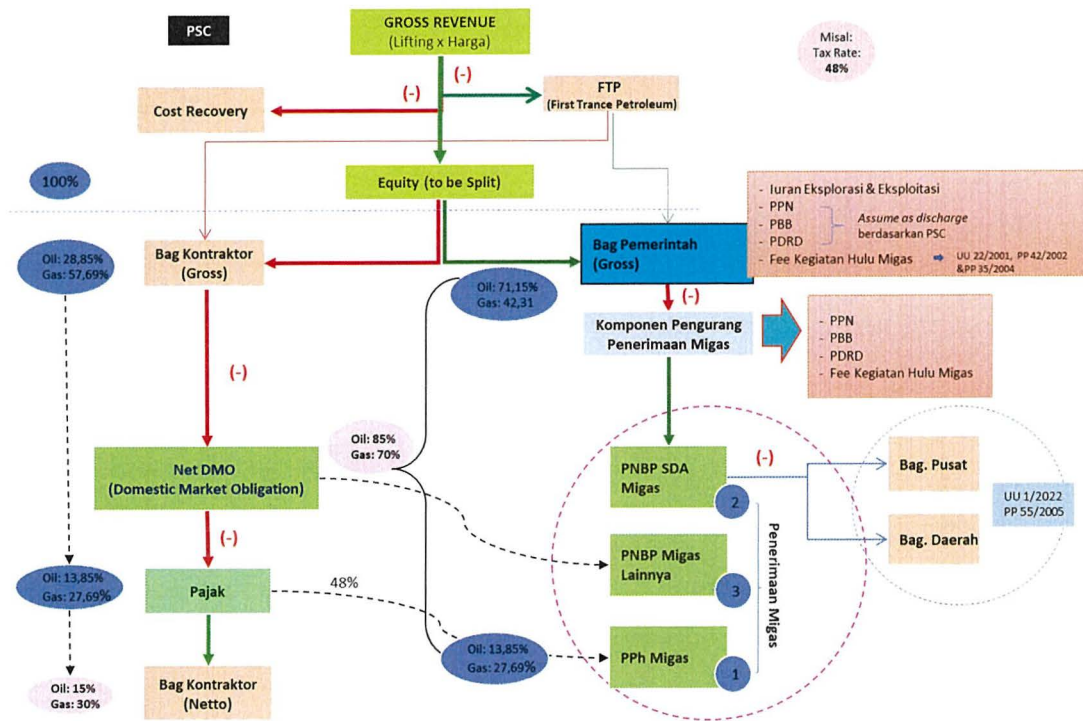 PSC
GROSS REVENUE
(Lifting x Harga)
Misal:
Tax Rate:
48%
(-)
(-)
Cost Recovery
FTP
(First Trance Petroleum)
100%
Equity (to be Split)
- Iuran Eksplorasi & Eksploitasi
- PPN
- PBB
- PDRD
Assume as discharge
berdasarkan PSC
- Fee Kegiatan Hulu Migas
UU 22/2001, PP 42/2002
&PP 35/2004
Oil: 28,85%
Gas: 57,69%
Bag Kontraktor
(Gross)
Bag Pemerintah
(Gross)
Oil: 71,15%
Gas: 42,31
(-)
Komponen Pengurang
Penerimaan Migas
- PPN
- PBB
- PDRD
- Fee Kegiatan Hulu Migas
(-)
Oil: 85%
Gas: 70%
Net DMO
(Domestic Market Obligation)
PNBP SDA
Migas
2
(-)
Bag. Pusat
UU 1/2022
PP 55/2005
Bag. Daerah
(-)
PNBP Migas
Lainnya
3
Penerimaan Migas
Oil: 13,85%
Gas: 27,69%
Pajak
48%
Oil: 13,85%
Gas: 27,69%
PPh Migas
1
Oil: 15%
Gas: 30%
Bag Kontraktor
(Netto)